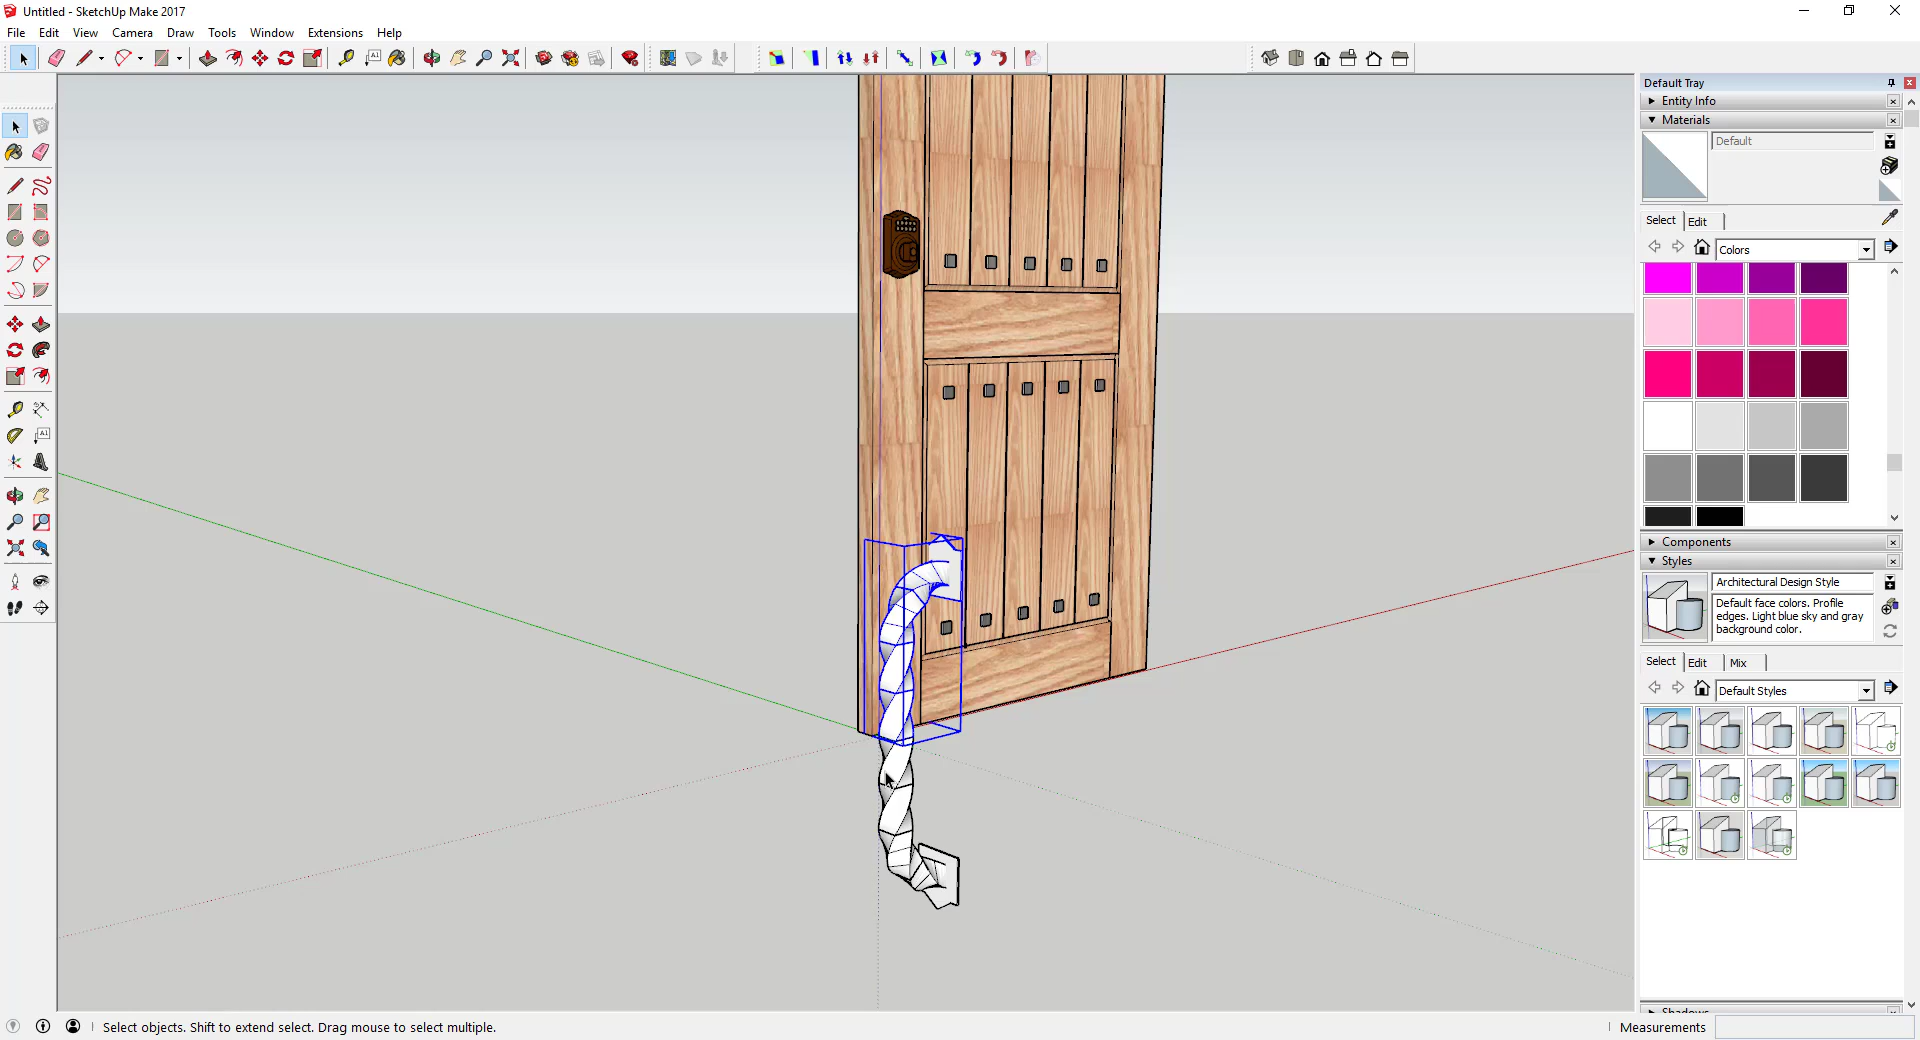 Untitled - SketchUp Make 2017
File Edit View Camera Draw Tools Window Extensions Help
Default Tray
Entity Info
Materials
Default
Select Edit
Colors
Components
Styles
Architectural Design Style
Default face colors. Profile
edges. Light blue sky and gray
background color.
Select Edit Mix
Default Styles
Select objects. Shift to extend select. Drag mouse to select multiple.
Measurements